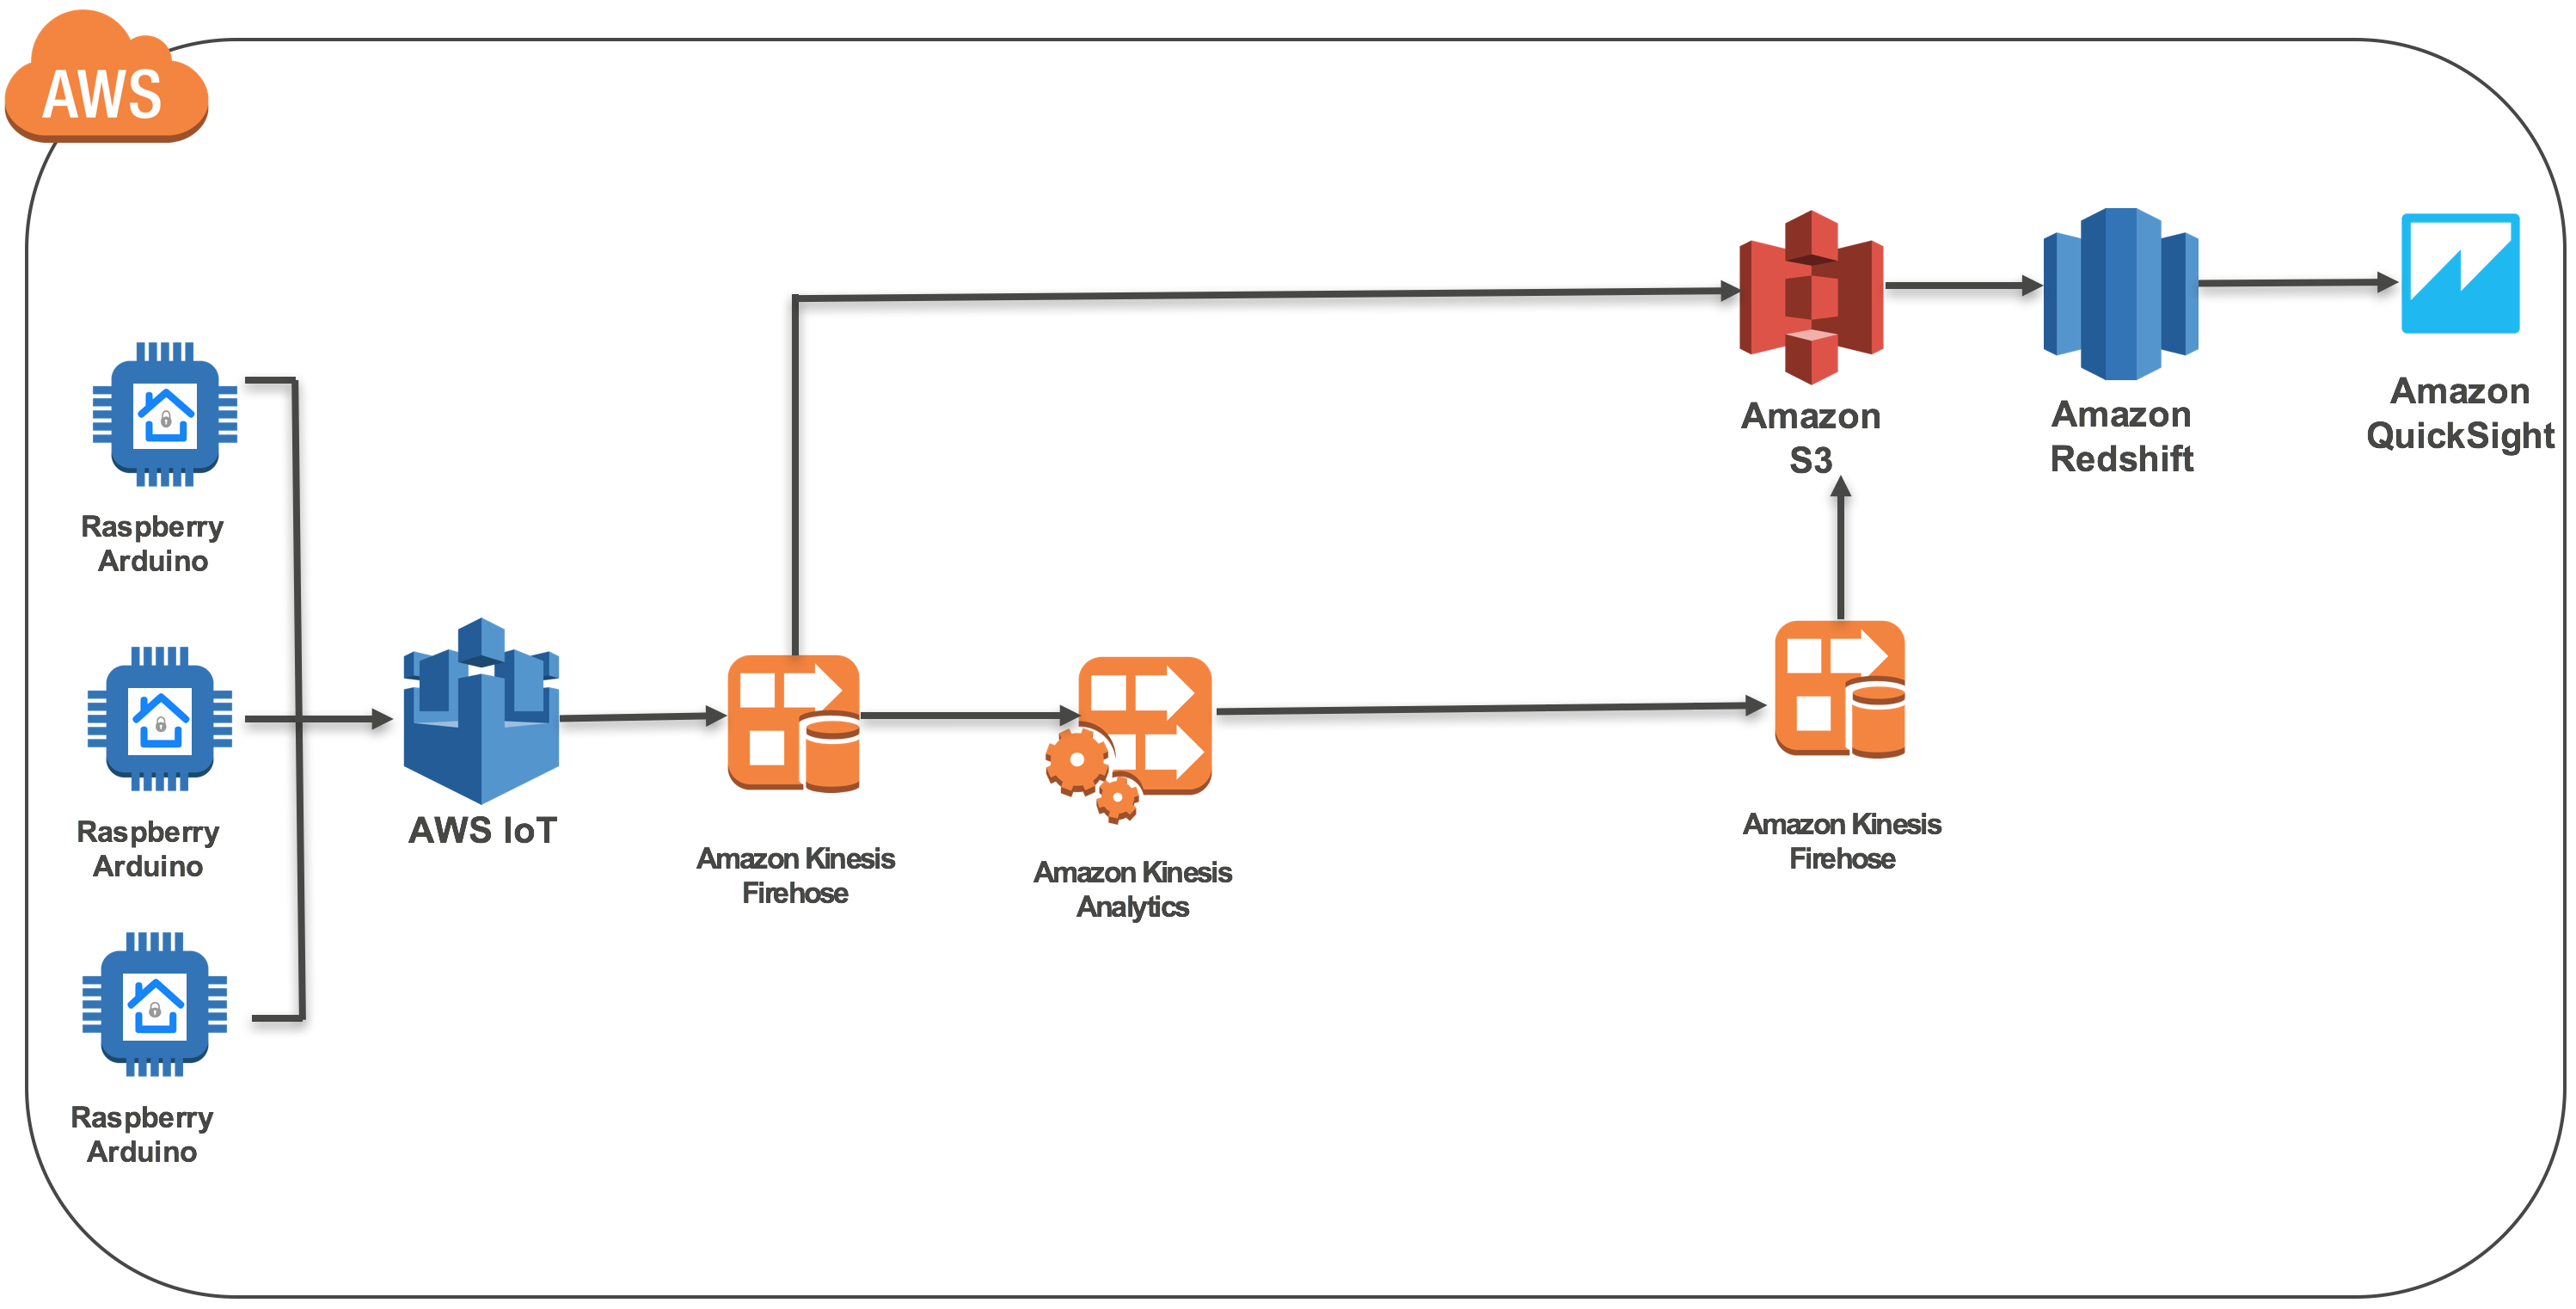 AWS
Raspberry
Arduino
Raspberry
Arduino
Raspberry
Arduino
AWS IoT
Amazon Kinesis
Firehose
Amazon Kinesis
Analytics
Amazon Kinesis
Firehose
Amazon
S3
Amazon
Redshift
Amazon
QuickSight